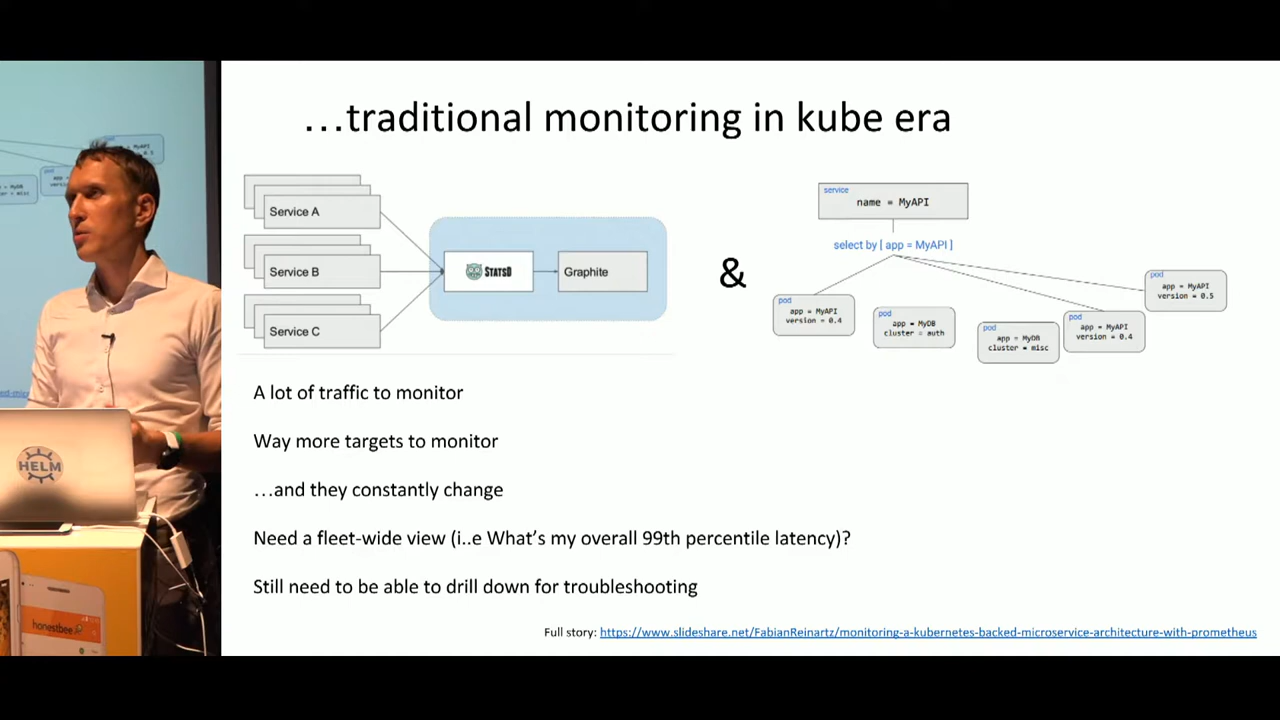 …traditional monitoring in kube era
Service A
Service B
Service C
STATSD
Graphite
&
service
name = MyAPI
select by [ app = MyAPI ]
pod
app = MyAPI
version = 0.4
pod
app = MyDB
cluster = auth
pod
app = MyDB
cluster = misc
pod
app = MyAPI
version = 0.4
pod
app = MyAPI
version = 0.5
A lot of traffic to monitor
Way more targets to monitor
…and they constantly change
Need a fleet-wide view (i..e What's my overall 99th percentile latency)?
Still need to be able to drill down for troubleshooting
Full story: https://www.slideshare.net/FabianReinartz/monitoring-a-kubernetes-backed-microservice-architecture-with-prometheus
HELM
honestbee